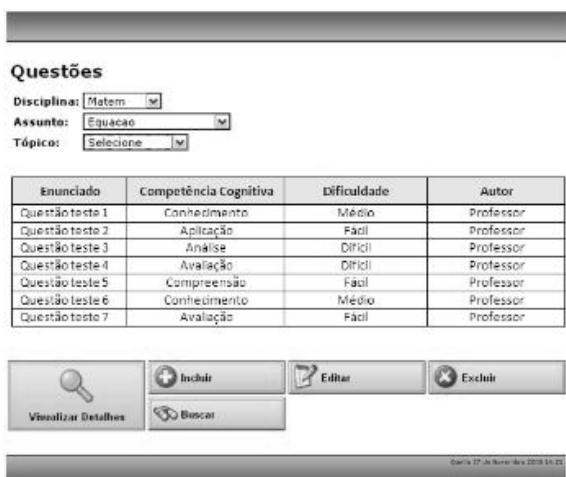 Questões
Disciplina: Matem
Assunto: Equacao
Tópico: Selecione
Enunciado Competência Cognitiva Dificuldade Autor
Questão teste 1 Conhecimento Médio Professor
Questão teste 2 Aplicação Fácil Professor
Questão teste 3 Análise Difícil Professor
Questão teste 4 Avaliação Difícil Professor
Questão teste 5 Compreensão Fácil Professor
Questão teste 6 Conhecimento Médio Professor
Questão teste 7 Avaliação Fácil Professor
Visualizar Detalhes
Incluir
Editar
Excluir
Buscar